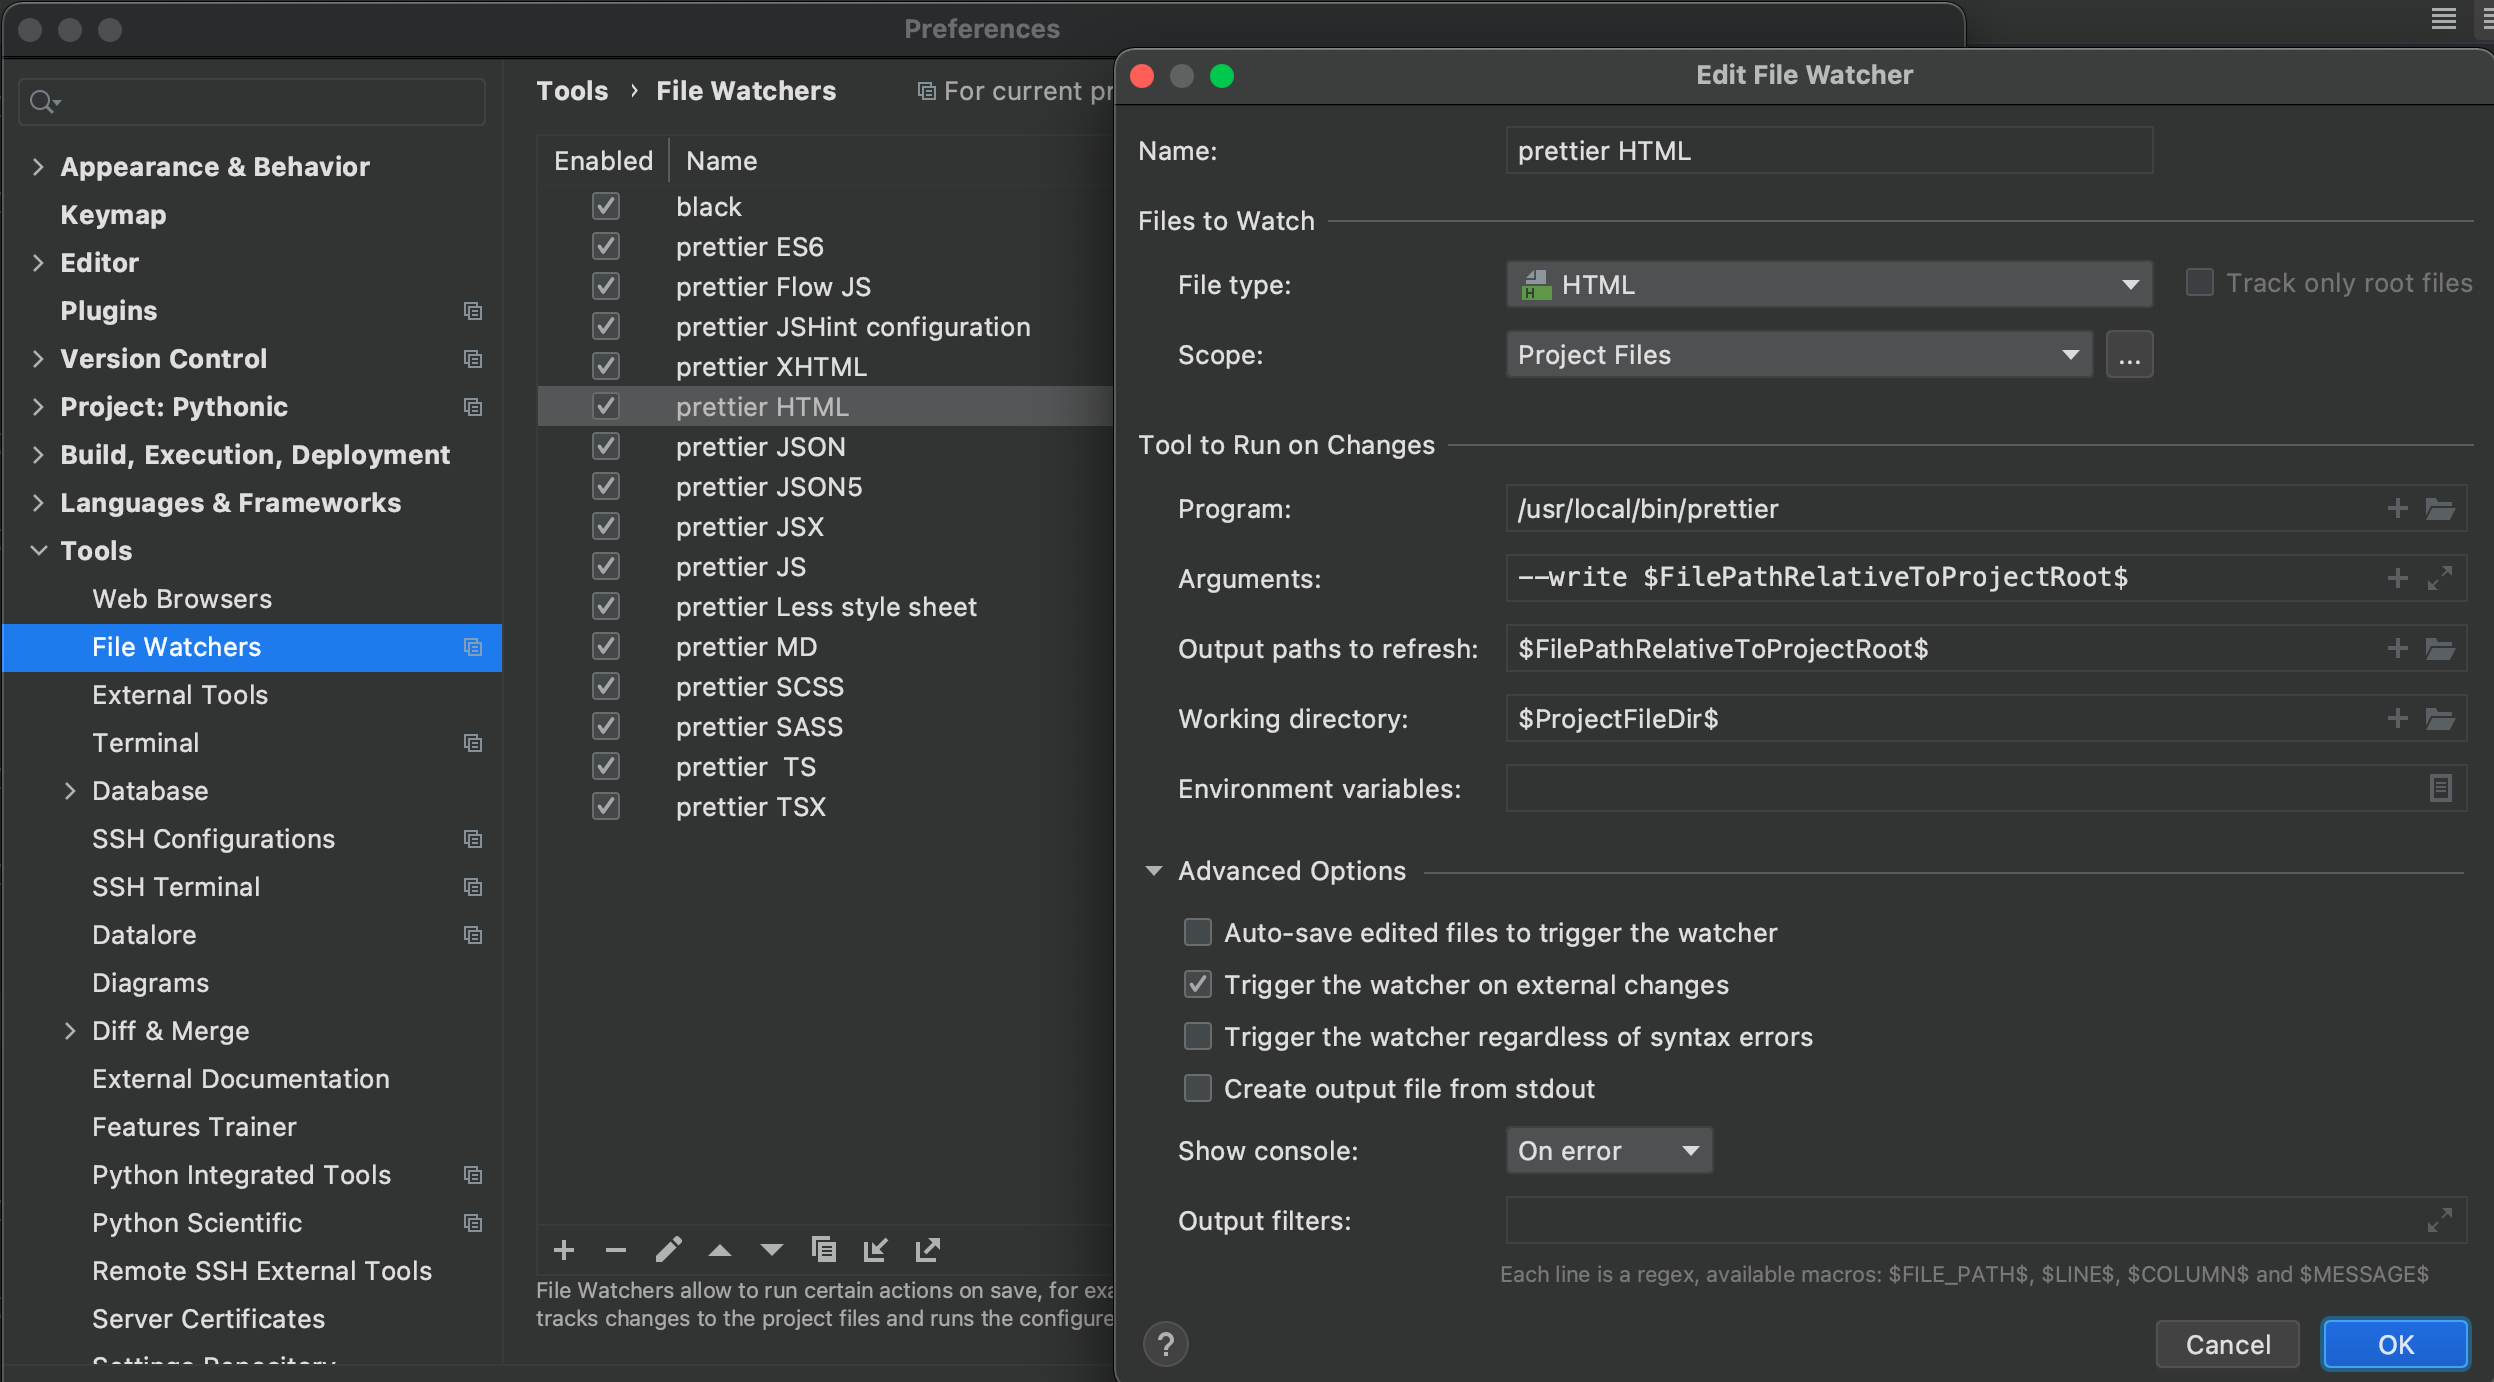 Preferences
Appearance & Behavior
Keymap
Editor
Plugins
Version Control
Project: Pythonic
Build, Execution, Deployment
Languages & Frameworks
Tools
Web Browsers
File Watchers
External Tools
Terminal
Database
SSH Configurations
SSH Terminal
Datalore
Diagrams
Diff & Merge
External Documentation
Features Trainer
Python Integrated Tools
Python Scientific
Remote SSH External Tools
Server Certificates
Settings Repository
Tools › File Watchers
For current pr
Enabled Name
black
prettier ES6
prettier Flow JS
prettier JSHint configuration
prettier XHTML
prettier HTML
prettier JSON
prettier JSON5
prettier JSX
prettier JS
prettier Less style sheet
prettier MD
prettier SCSS
prettier SASS
prettier  TS
prettier TSX
File Watchers allow to run certain actions on save, for exa
tracks changes to the project files and runs the configure
Edit File Watcher
Name: prettier HTML
Files to Watch
File type: H HTML Track only root files
Scope: Project Files ...
Tool to Run on Changes
Program: /usr/local/bin/prettier
Arguments: --write $FilePathRelativeToProjectRoot$
Output paths to refresh: $FilePathRelativeToProjectRoot$
Working directory: $ProjectFileDir$
Environment variables:
Advanced Options
Auto-save edited files to trigger the watcher
Trigger the watcher on external changes
Trigger the watcher regardless of syntax errors
Create output file from stdout
Show console: On error
Output filters:
Each line is a regex, available macros: $FILE_PATH$, $LINE$, $COLUMN$ and $MESSAGE$
? Cancel OK